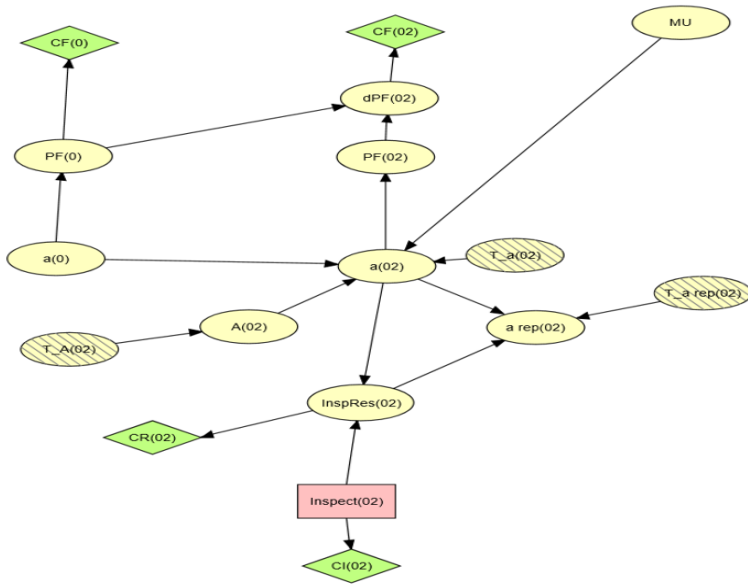 MU
CF(0)
CF(02)
dPF(02)
PF(0)
PF(02)
a(0)
a(02)
T_a(02)
T_a rep(02)
A(02)
a rep(02)
T_A(02)
InspRes(02)
CR(02)
Inspect(02)
CI(02)